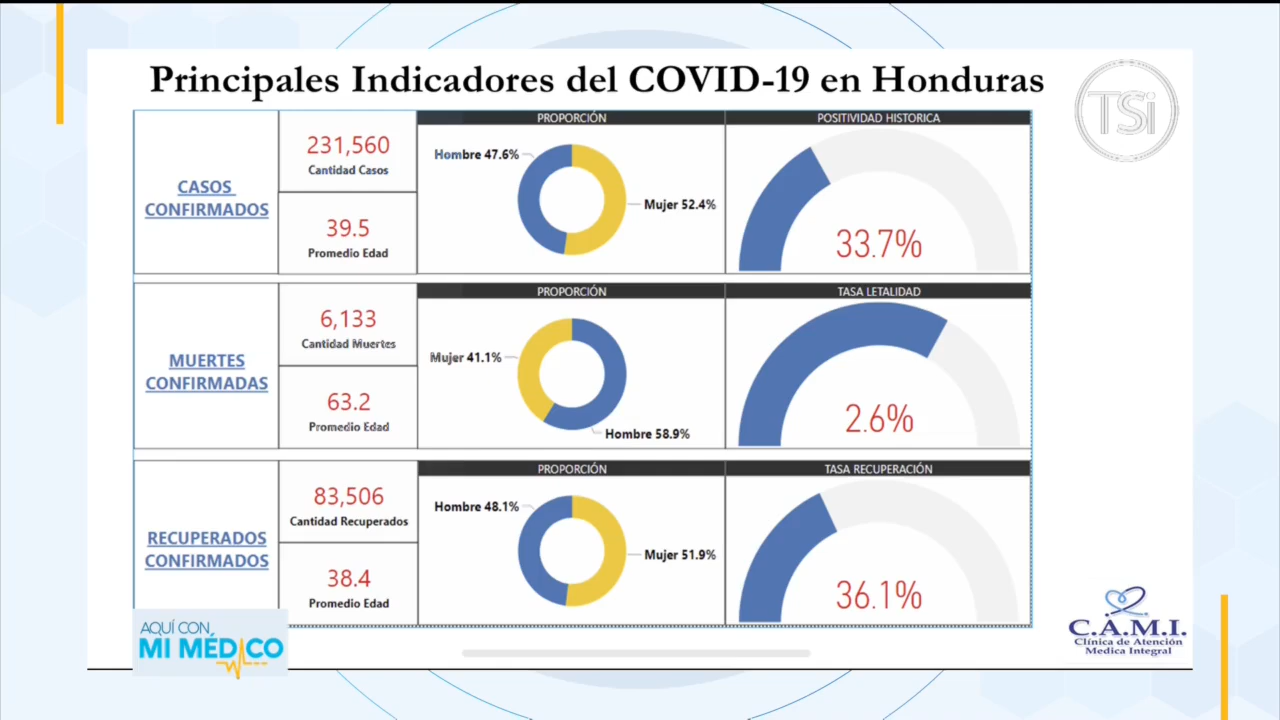 Principales Indicadores del COVID-19 en Honduras
TSi
CASOS
CONFIRMADOS
231,560
Cantidad Casos
39.5
Promedio Edad
PROPORCIÓN
Hombre 47.6%
Mujer 52.4%
POSITIVIDAD HISTORICA
33.7%
MUERTES
CONFIRMADAS
6,133
Cantidad Muertes
63.2
Promedio Edad
PROPORCIÓN
Mujer 41.1%
Hombre 58.9%
TASA LETALIDAD
2.6%
RECUPERADOS
CONFIRMADOS
83,506
Cantidad Recuperados
38.4
Promedio Edad
PROPORCIÓN
Hombre 48.1%
Mujer 51.9%
TASA RECUPERACIÓN
36.1%
AQUÍ CON
MI MÉDICO
C.A.M.I.
Clínica de Atención
Medica Integral